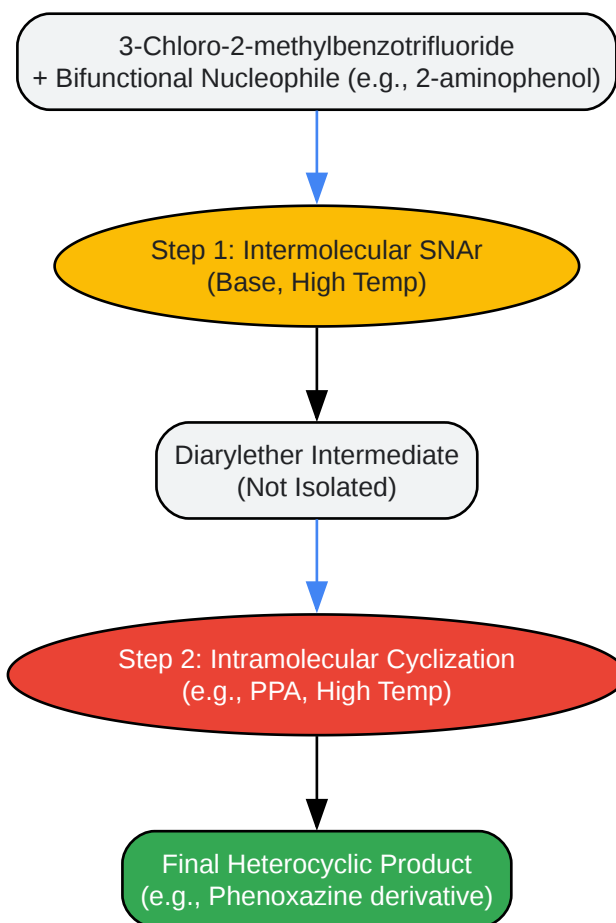 3-Chloro-2-methylbenzotrifluoride
+ Bifunctional Nucleophile (e.g., 2-aminophenol)
Step 1: Intermolecular SNAr
(Base, High Temp)
Diarylether Intermediate
(Not Isolated)
Step 2: Intramolecular Cyclization
(e.g., PPA, High Temp)
Final Heterocyclic Product
(e.g., Phenoxazine derivative)